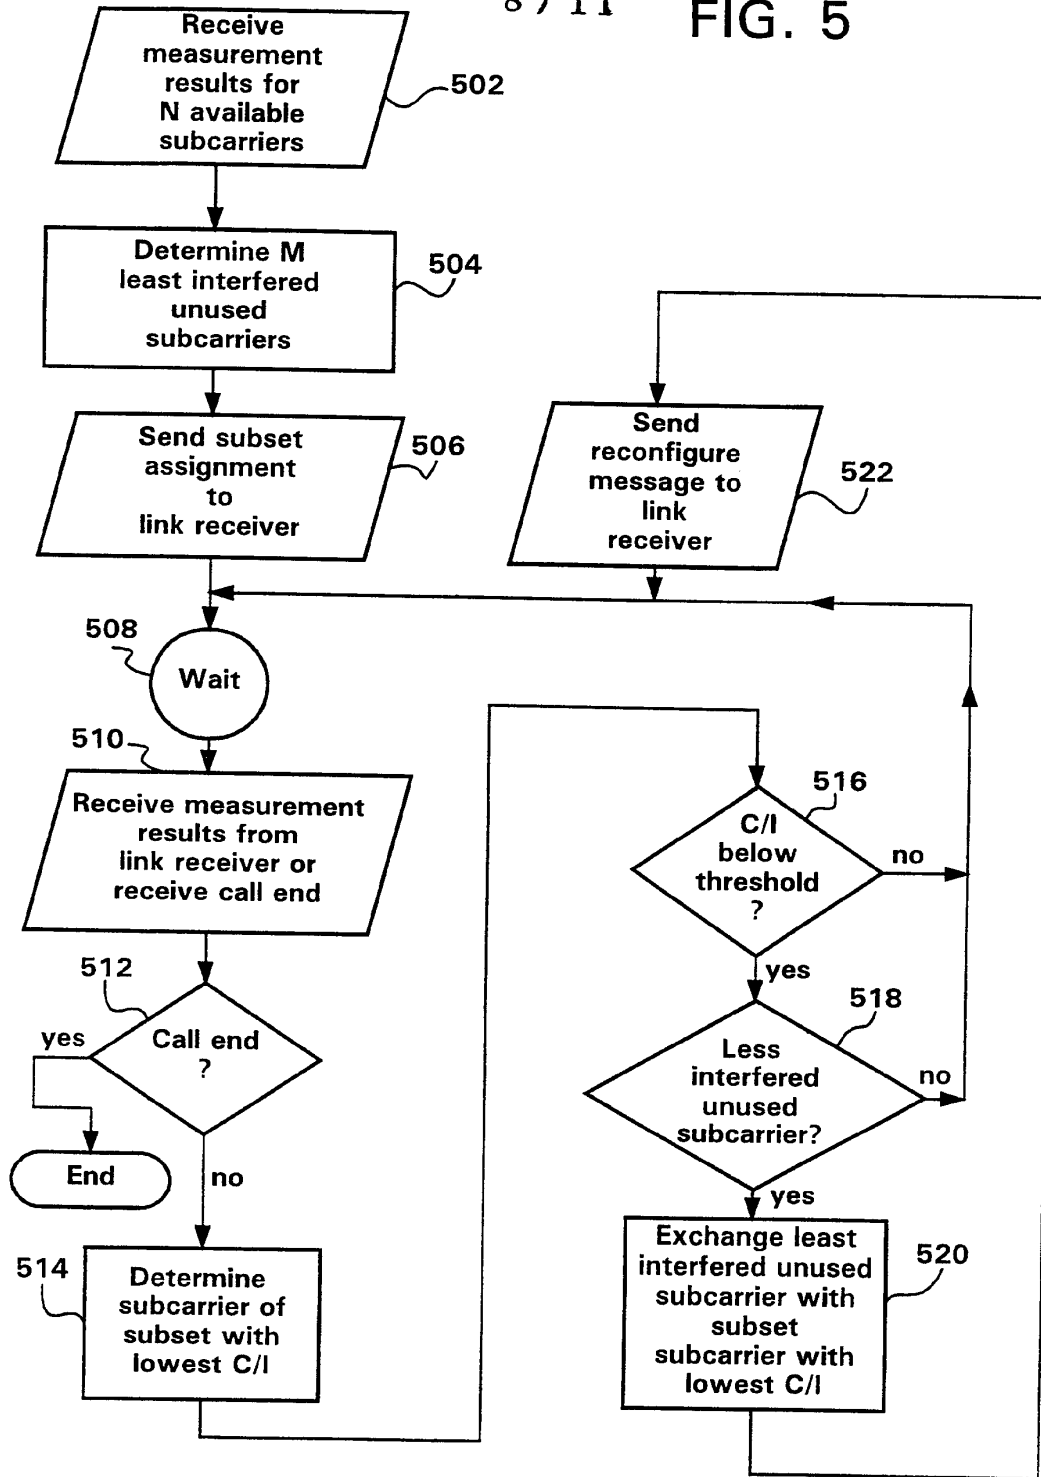 8/11
FIG. 5
Receive
measurement
results for
N available
subcarriers
502
Determine M
least interfered
unused
subcarriers
504
Send subset
assignment
to
link receiver
506
Send
reconfigure
message to
link
receiver
522
508
Wait
510
Receive measurement
results from
link receiver or
receive call end
512
yes
Call end
?
End
no
514
Determine
subcarrier of
subset with
lowest C/I
516
C/I
below
threshold
?
no
yes
518
Less
interfered
unused
subcarrier?
no
yes
Exchange least
interfered unused
subcarrier with
subset
subcarrier with
lowest C/I
520